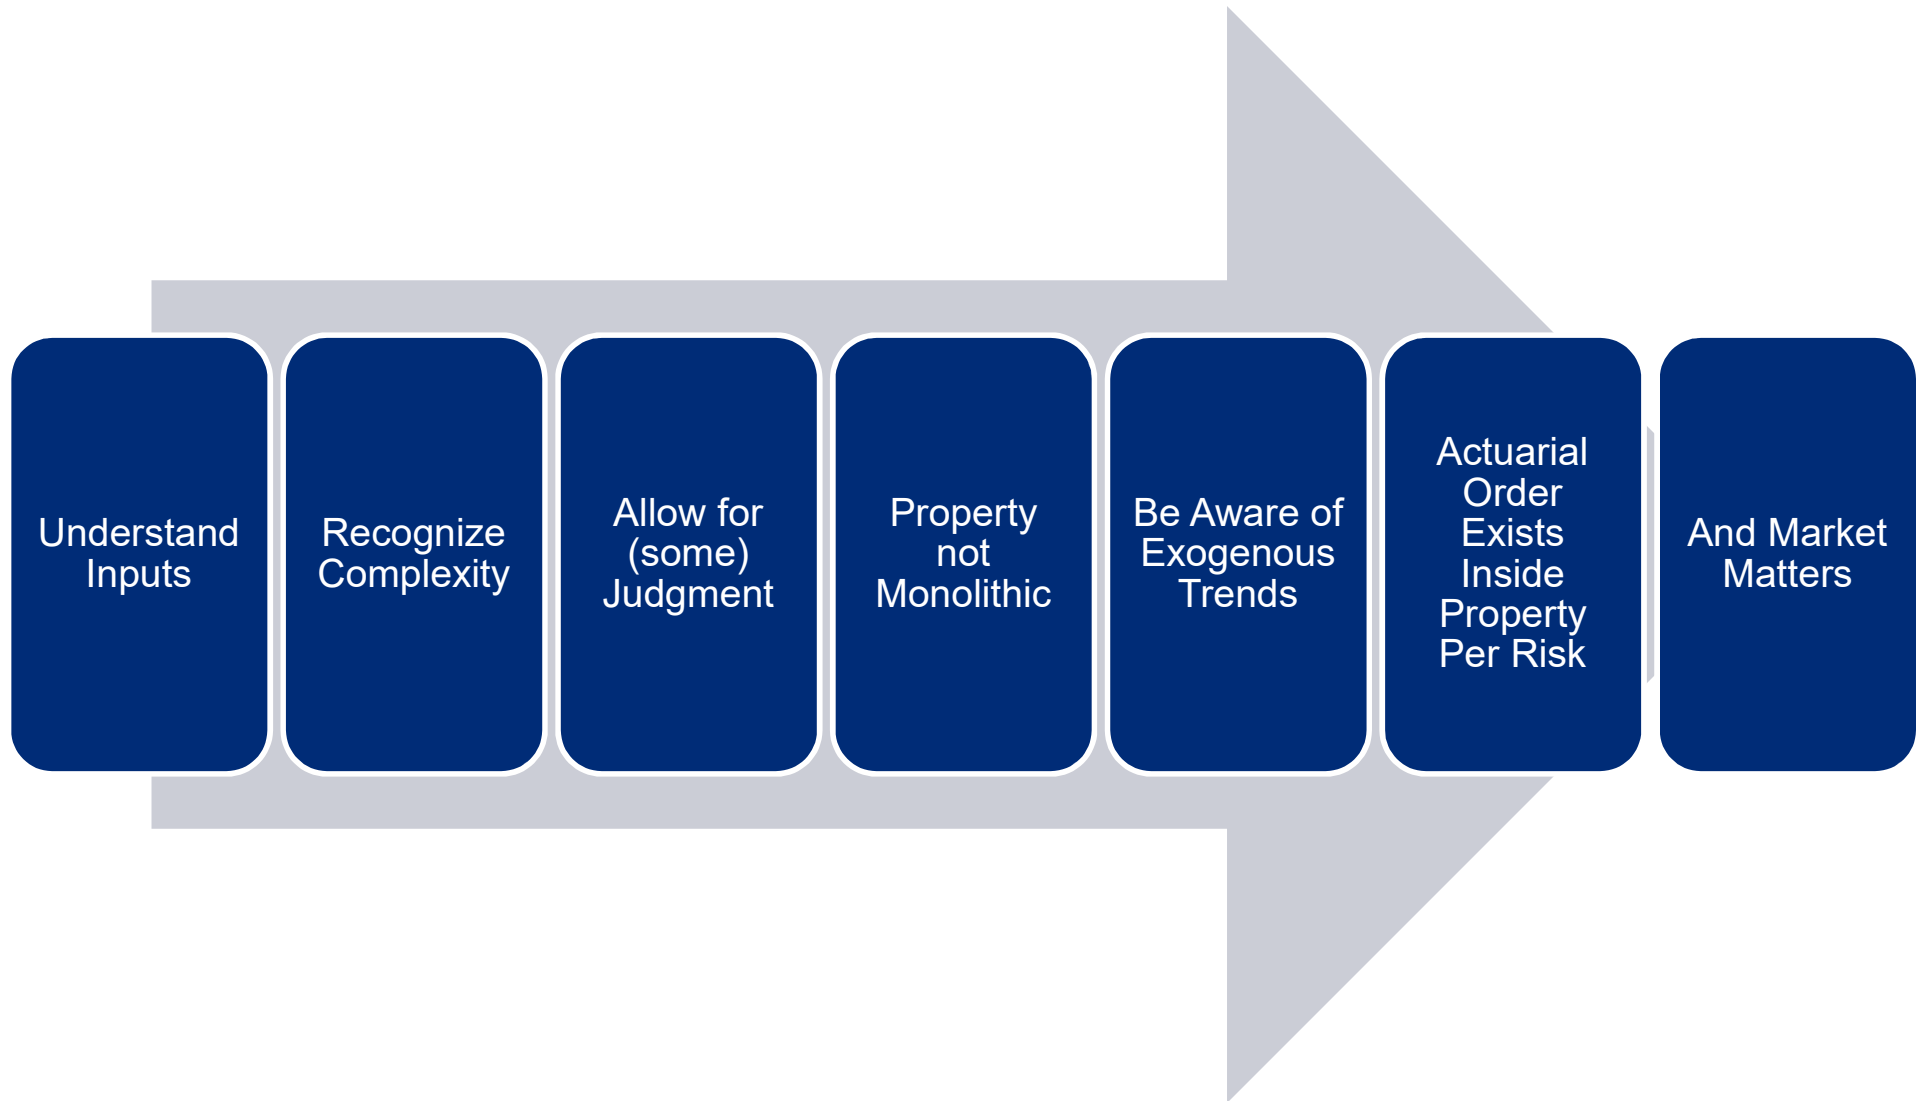 Understand
Inputs
Recognize
Complexity
Allow for
(some)
Judgment
Property
not
Monolithic
Be Aware of
Exogenous
Trends
Actuarial
Order
Exists
Inside
Property
Per Risk
And Market
Matters